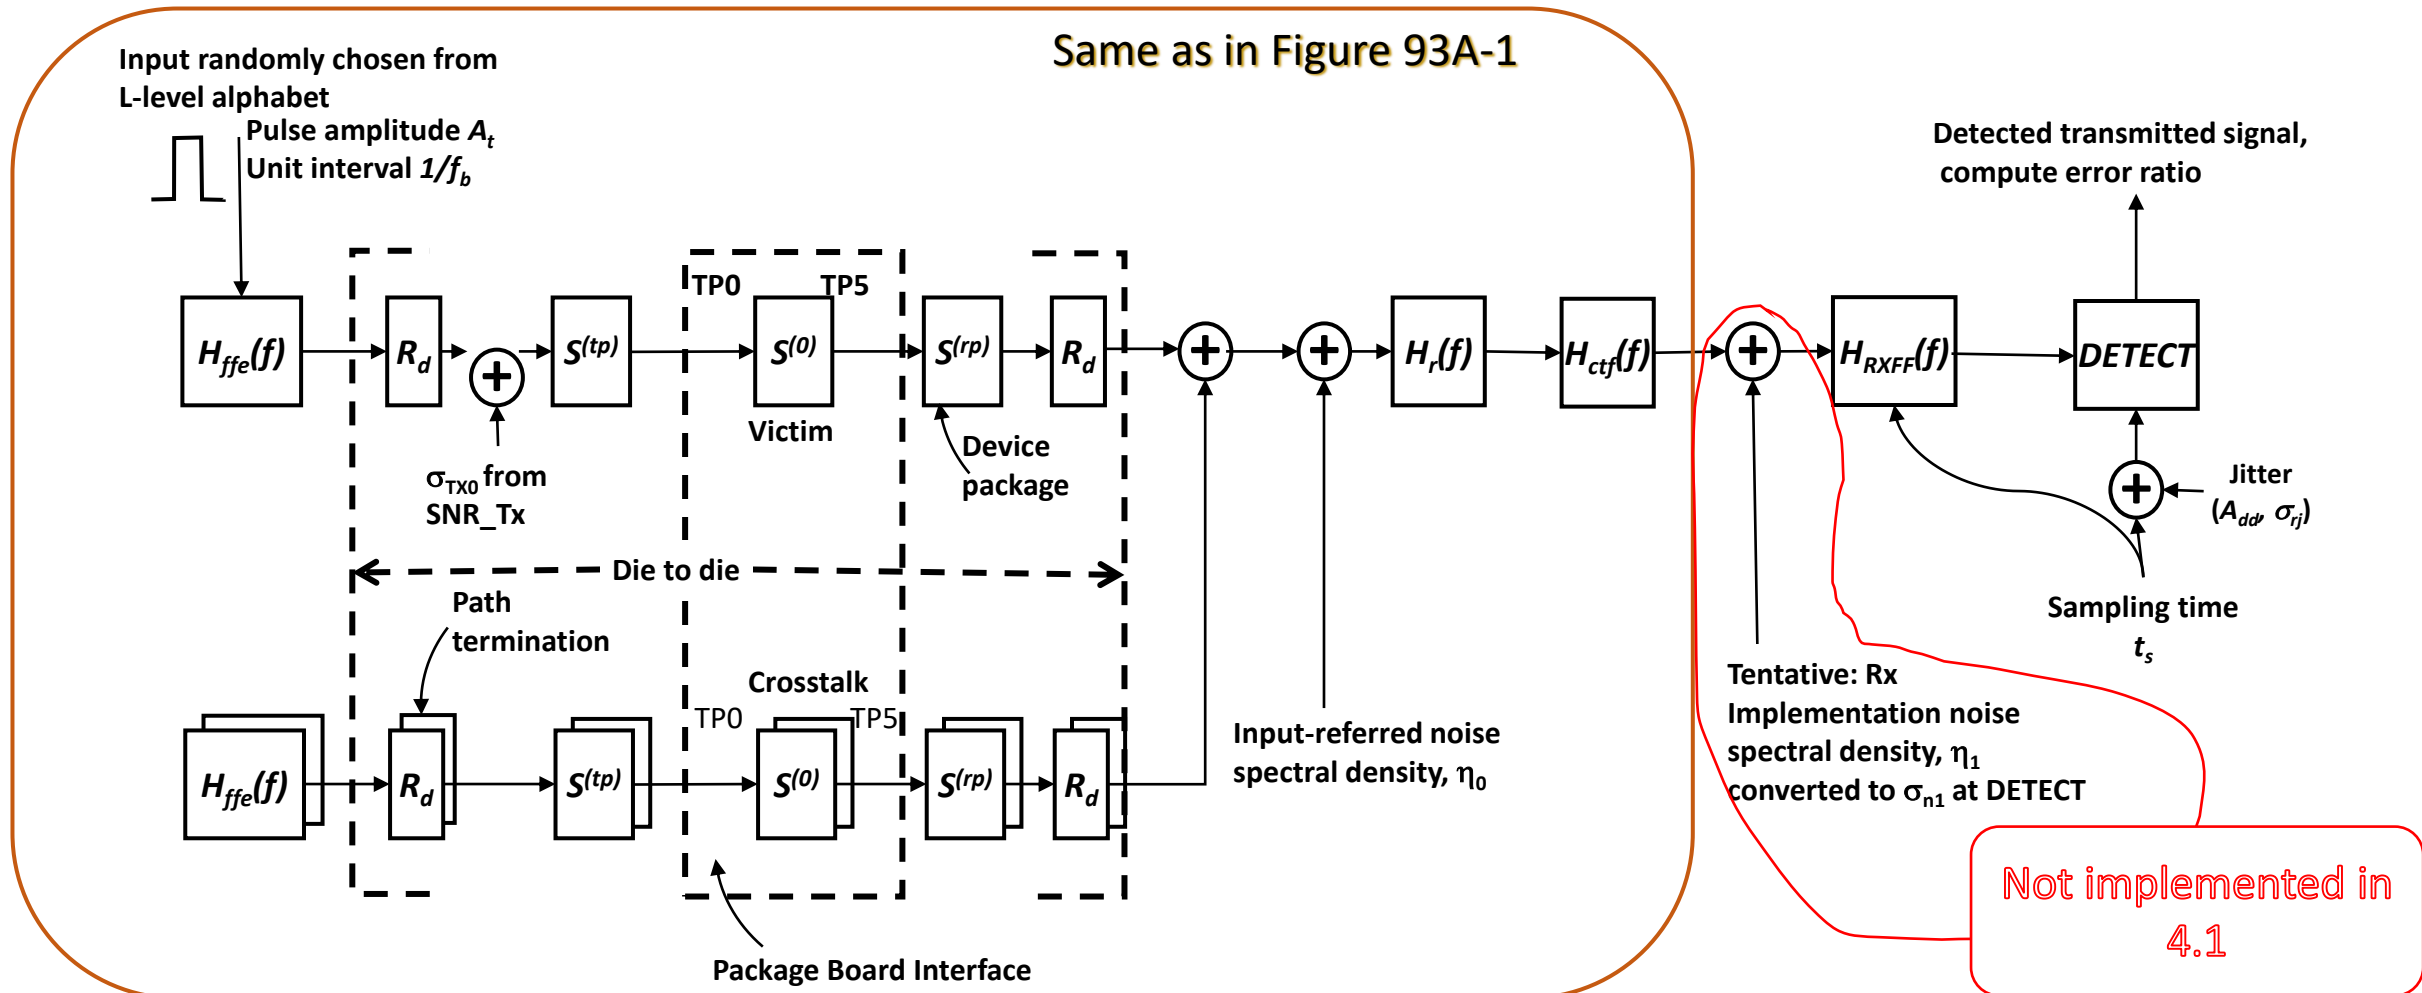 Same as in Figure 93A-1
Input randomly chosen from
L-level alphabet
Pulse amplitude At
Unit interval 1/fb
Detected transmitted signal,
compute error ratio
TP0
TP5
Hffe(f)
Rd
+
S(tp)
S(0)
S(rp)
Rd
+
+
Hr(f)
Hctf(f)
+
HRXFF(f)
DETECT
Victim
σTX0 from
SNR_Tx
Device
package
+
Jitter
(Add, σrj)
Die to die
Path
termination
Sampling time
ts
Crosstalk
TP0
TP5
Hffe(f)
Rd
S(tp)
S(0)
S(rp)
Rd
Input-referred noise
spectral density, η0
Tentative: Rx
Implementation noise
spectral density, η1
converted to σn1 at DETECT
Package Board Interface
Not implemented in
4.1